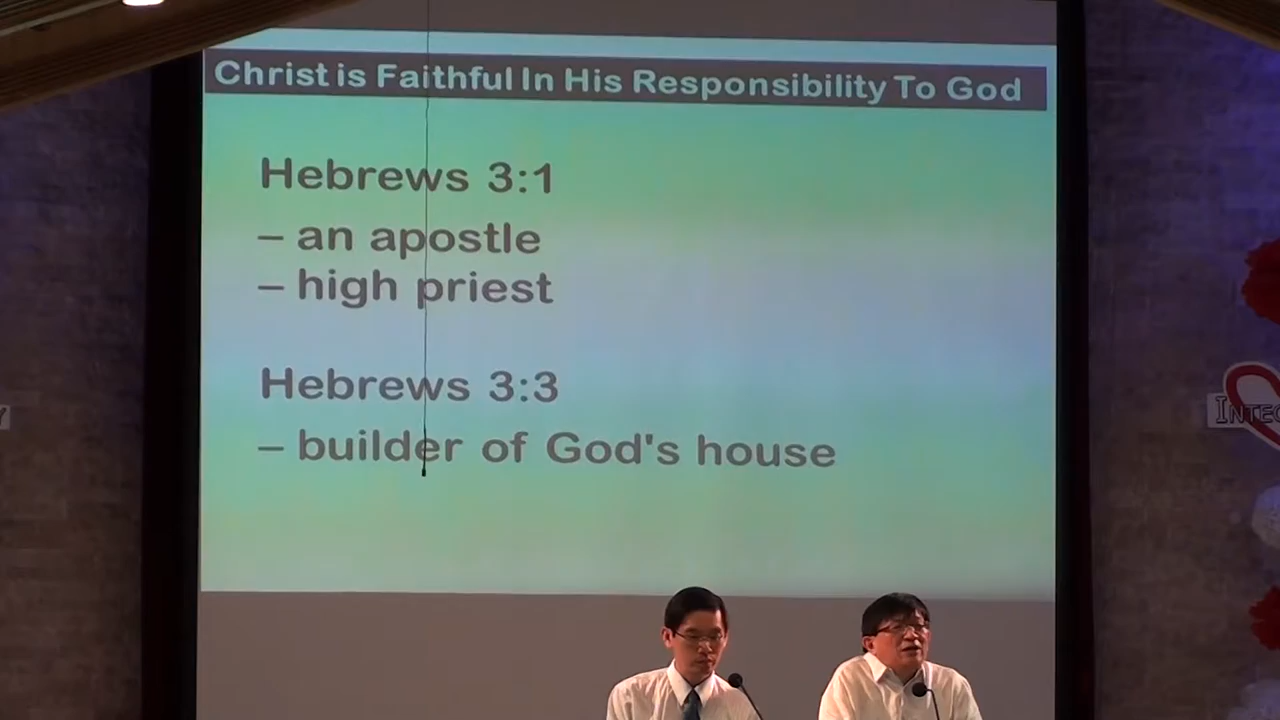 Christ is Faithful In His Responsibility To God
Hebrews 3:1
– an apostle
– high priest
Hebrews 3:3
– builder of God's house